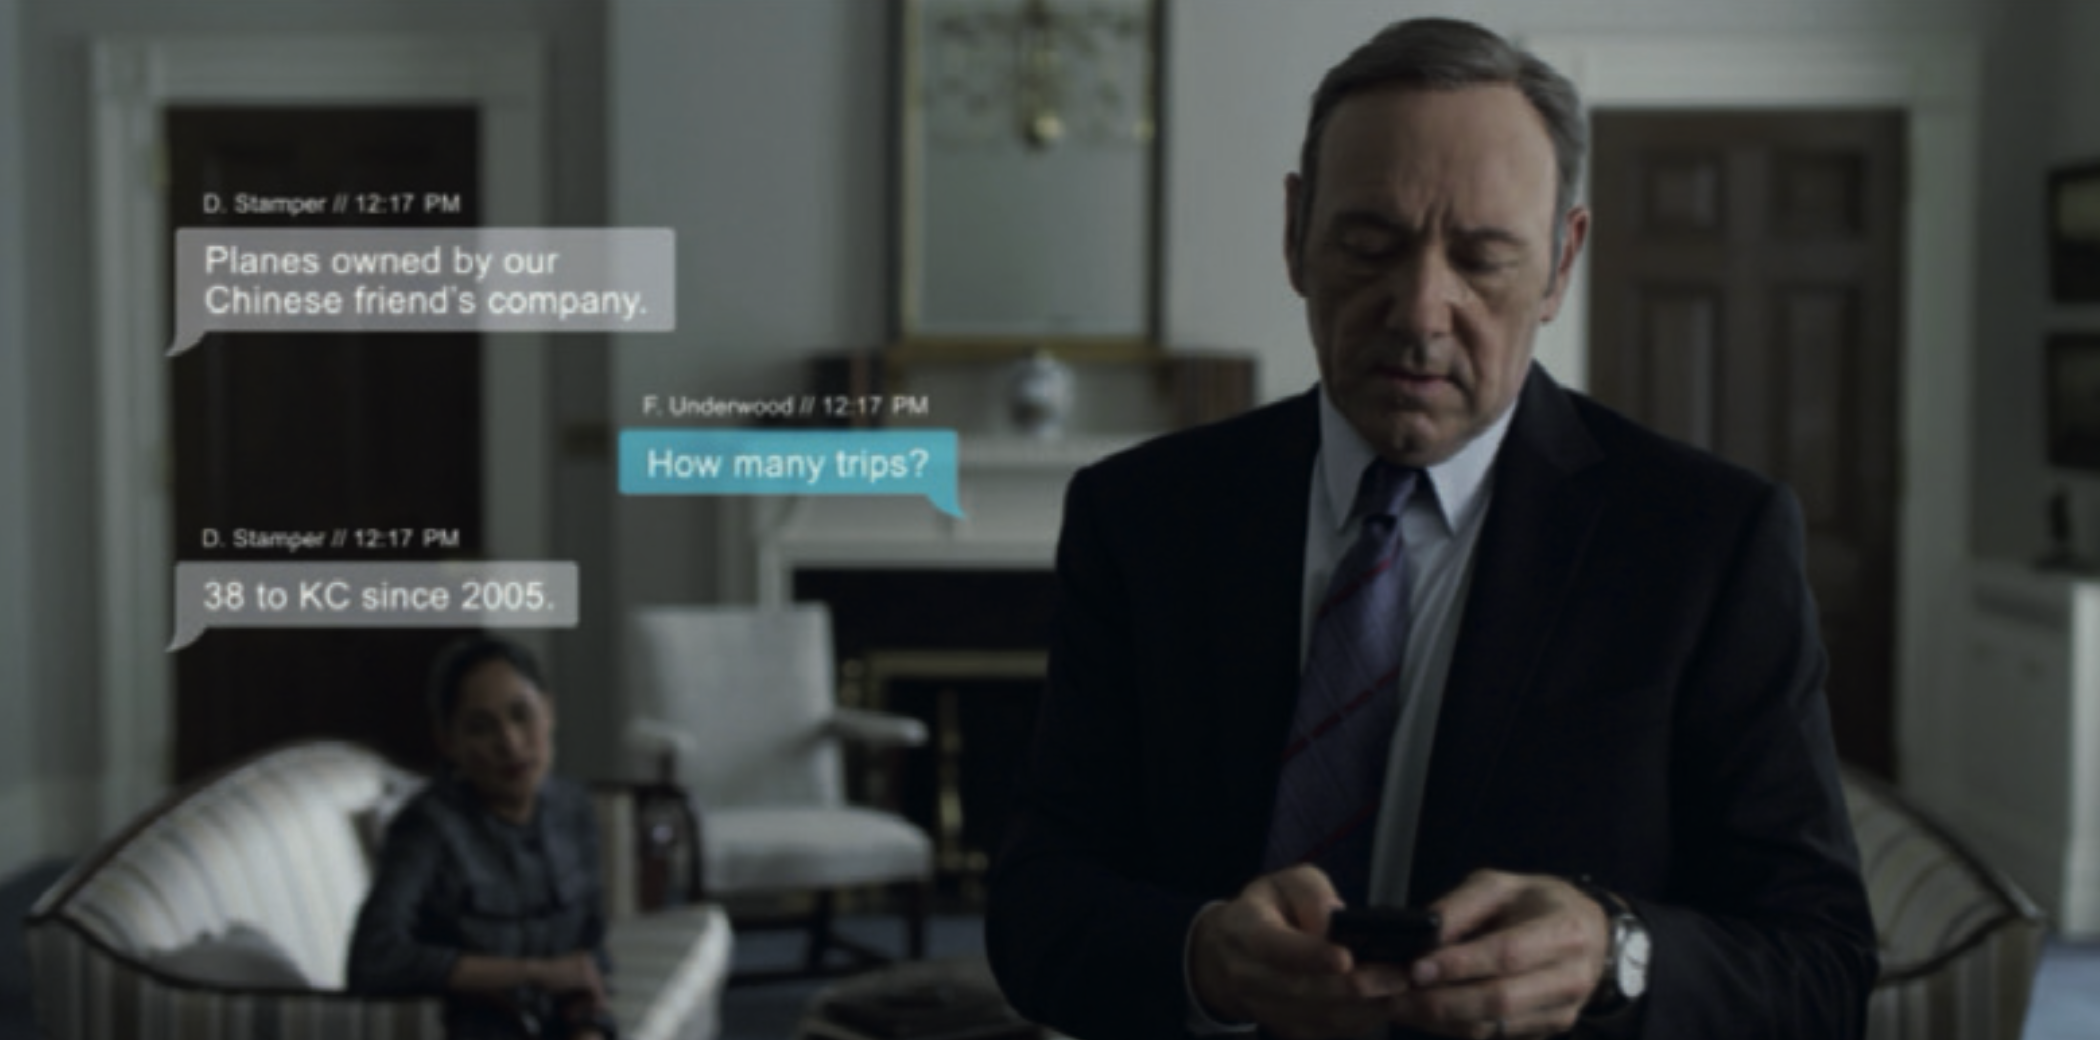 D. Stamper // 12:17 PM
Planes owned by our
Chinese friend's company.
F. Underwood // 12:17 PM
How many trips?
D. Stamper // 12:17 PM
38 to KC since 2005.